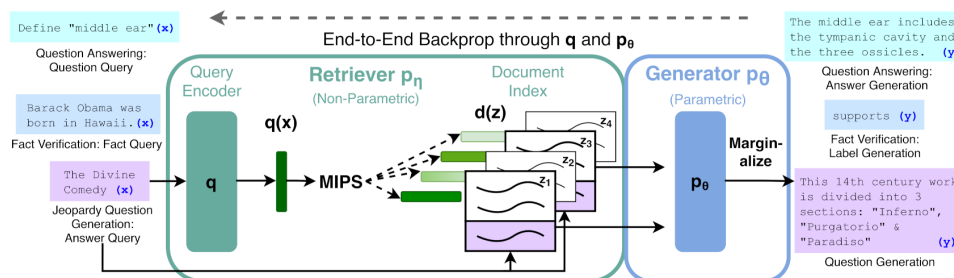 End-to-End Backprop through q and pθ
Define "middle ear"(x)
Question Answering:
Question Query
Barack Obama was
born in Hawaii.(x)
Fact Verification: Fact Query
The Divine
Comedy (x)
Jeopardy Question
Generation:
Answer Query
Query
Encoder
q
q(x)
Retriever pη
(Non-Parametric)
MIPS
Document
Index
d(z)
z4
z3
z2
z1
Generator pθ
(Parametric)
pθ
Margin-
alize
The middle ear includes
the tympanic cavity and
the three ossicles. (y)
Question Answering:
Answer Generation
supports (y)
Fact Verification:
Label Generation
This 14th century work
is divided into 3
sections: "Inferno",
"Purgatorio" &
"Paradiso" (y)
Question Generation